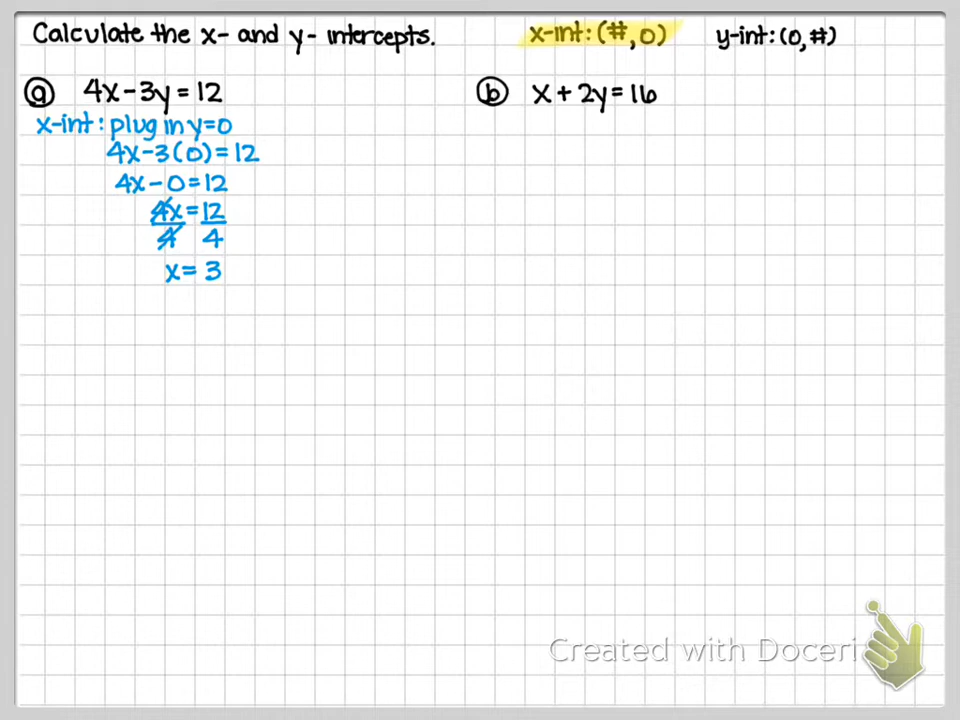 Calculate the x- and y- intercepts.
x-int: (#, 0)
y-int: (0, #)
ⓐ 4x - 3y = 12
x-int: plug in y=0
4x - 3(0) = 12
4x - 0 = 12
4x = 12
4 4
x = 3
ⓑ x + 2y = 16
Created with Doceri